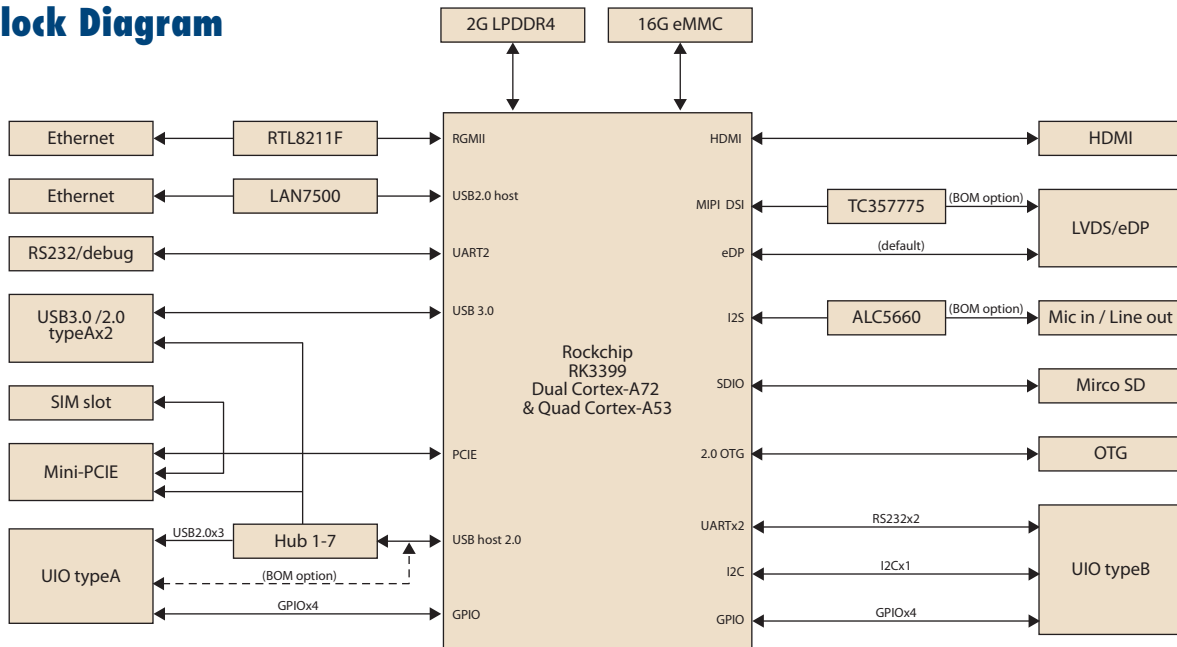 lock Diagram
2G LPDDR4
16G eMMC
Ethernet
RTL8211F
RGMII
HDMI
HDMI
Ethernet
LAN7500
USB2.0 host
MIPI DSI
TC357775
(BOM option)
LVDS/eDP
RS232/debug
UART2
eDP
(default)
USB3.0 /2.0
typeAx2
USB 3.0
I2S
ALC5660
(BOM option)
Mic in / Line out
Rockchip
RK3399
Dual Cortex-A72
& Quad Cortex-A53
SIM slot
SDIO
Mirco SD
Mini-PCIE
PCIE
2.0 OTG
OTG
UIO typeA
USB2.0x3
Hub 1-7
USB host 2.0
(BOM option)
GPIOx4
GPIO
UARTx2
RS232x2
I2C
I2Cx1
UIO typeB
GPIO
GPIOx4